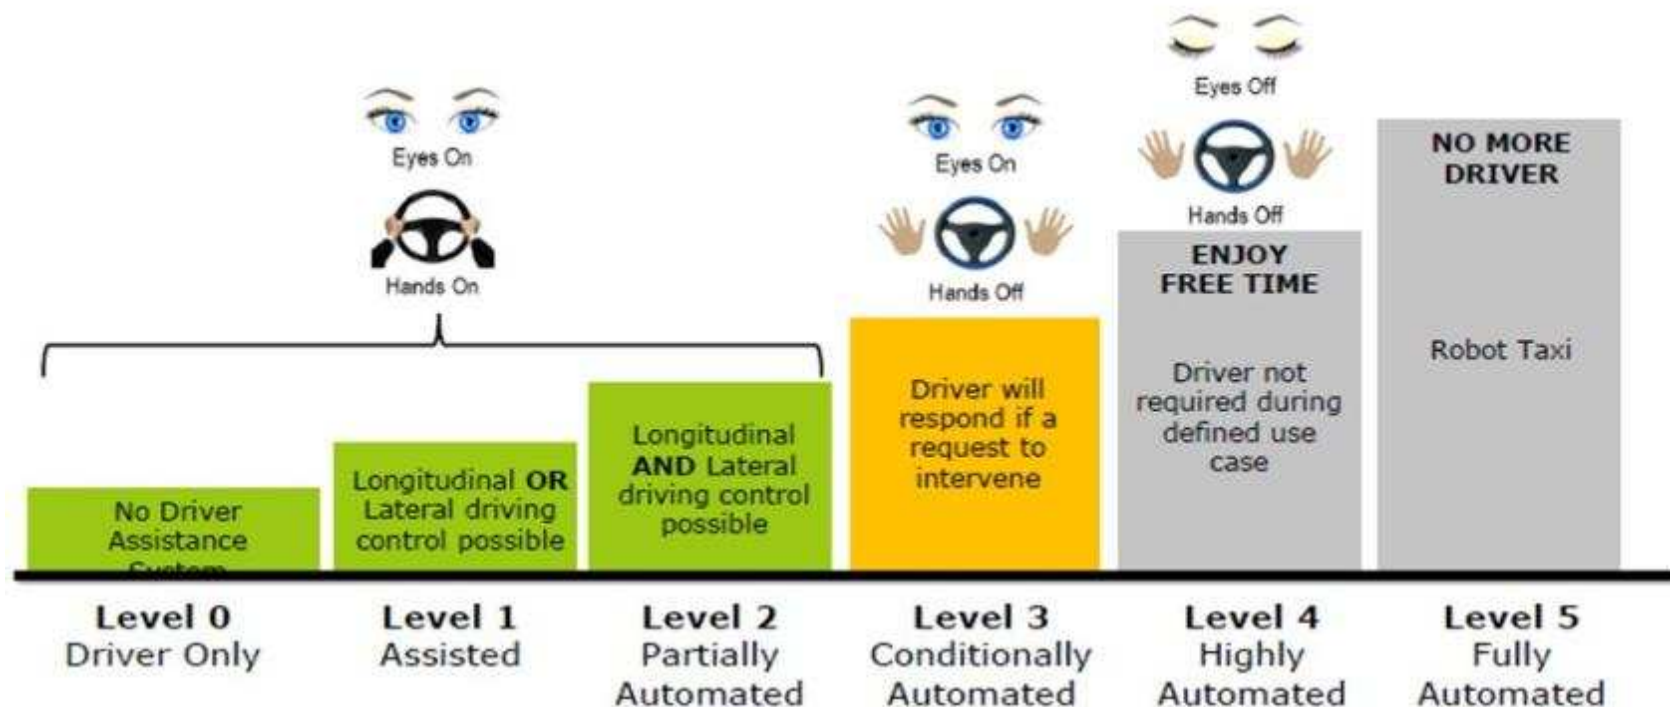 Eyes On
Hands On
Eyes On
Hands Off
Eyes Off
Hands Off
No Driver
Assistance
System
Longitudinal OR
Lateral driving
control possible
Longitudinal
AND Lateral
driving control
possible
Driver will
respond if a
request to
intervene
ENJOY
FREE TIME
Driver not
required during
defined use
case
NO MORE
DRIVER
Robot Taxi
Level 0
Driver Only
Level 1
Assisted
Level 2
Partially
Automated
Level 3
Conditionally
Automated
Level 4
Highly
Automated
Level 5
Fully
Automated